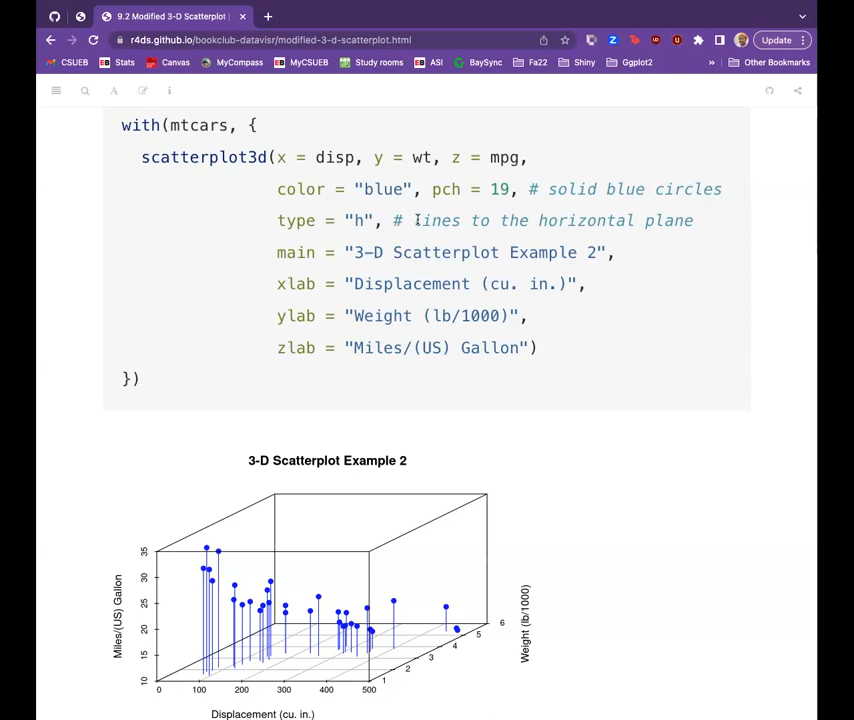 9.2 Modified 3-D Scatterplot |
r4ds.github.io/bookclub-datavisr/modified-3-d-scatterplot.html
Update
CSUEB
EB Stats
Canvas
MyCompass
EB MyCSUEB
Study rooms
EB ASI
BaySync
Fa22
Shiny
Ggplot2
»
Other Bookmarks
with(mtcars, {
scatterplot3d(x = disp, y = wt, z = mpg,
color = "blue", pch = 19, # solid blue circles
type = "h", # lines to the horizontal plane
main = "3-D Scatterplot Example 2",
xlab = "Displacement (cu. in.)",
ylab = "Weight (lb/1000)",
zlab = "Miles/(US) Gallon")
})
3-D Scatterplot Example 2
Miles/(US) Gallon
35
30
25
20
15
10
0 100 200 300 400 500
1
2
3
4
5
6
Weight (lb/1000)
Displacement (cu. in.)